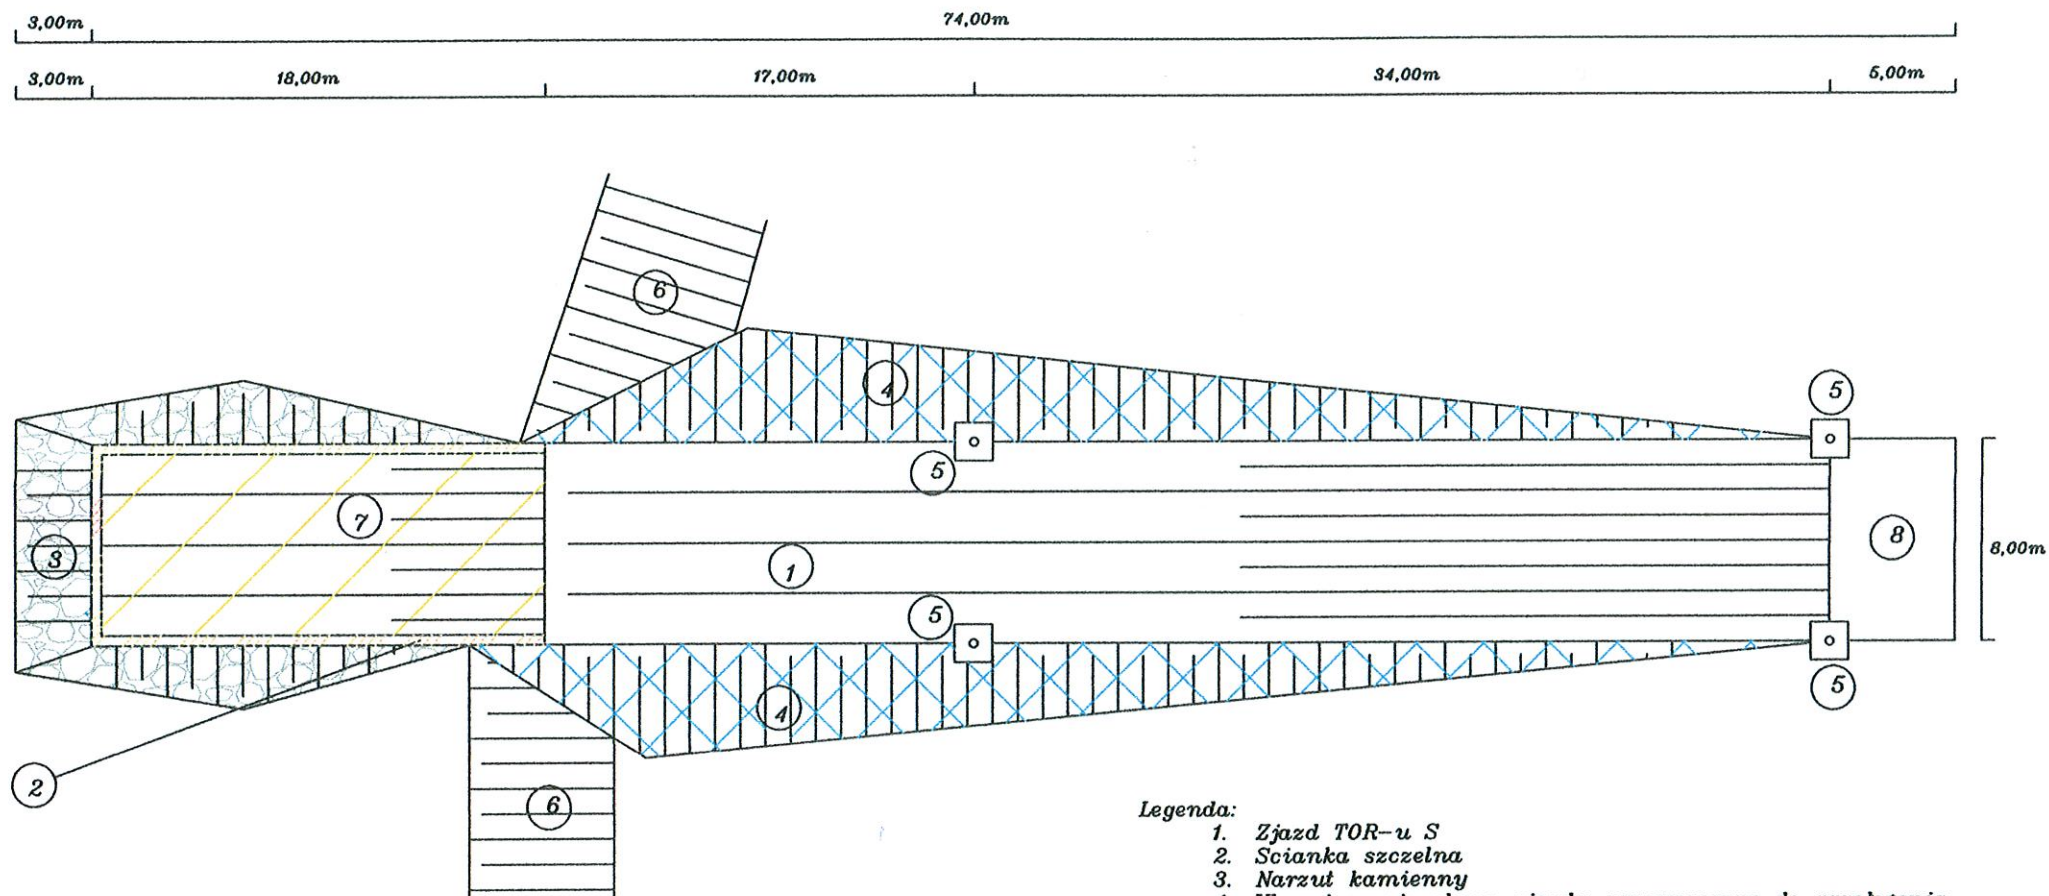 3,00m 74,00m
3,00m 18,00m 17,00m 34,00m 5,00m
6
4
5
5
7
3
1
8
8,00m
5
5
4
2
6
Legenda:
1. Zjazd TOR-u S
2. Scianka szczelna
3. Narzut kamienny